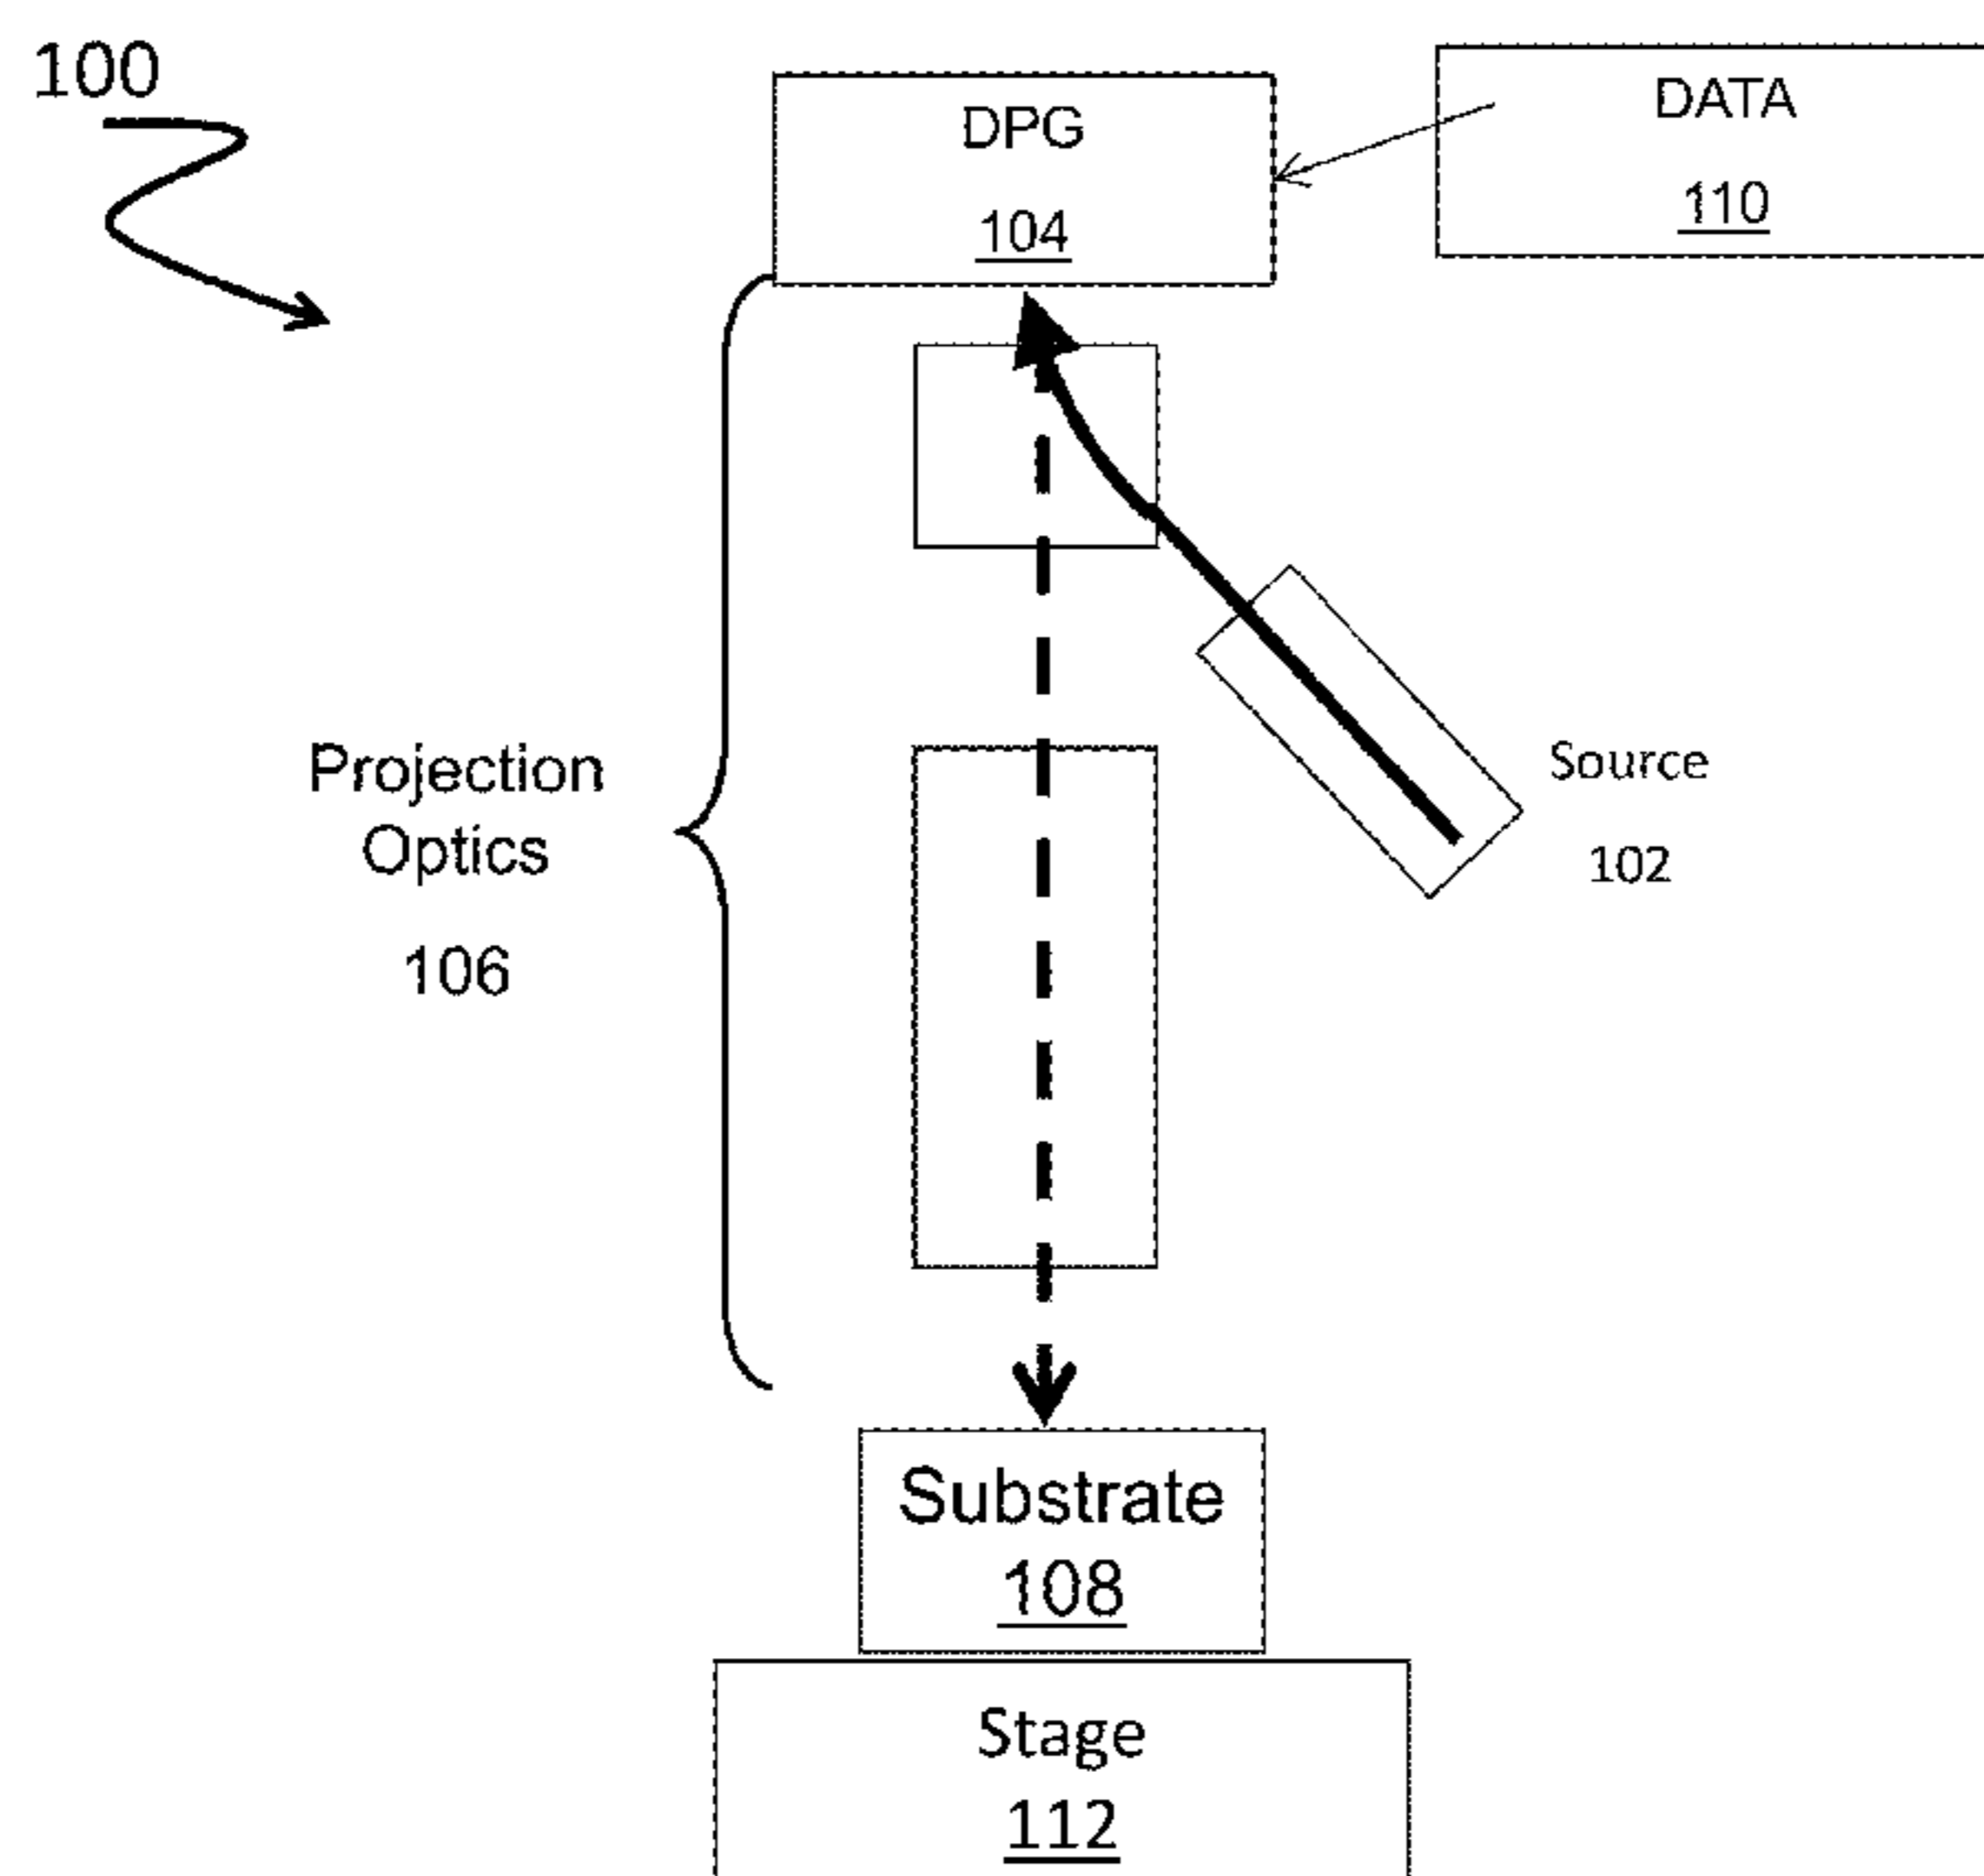 100
DPG
104
DATA
110
Projection
Optics
106
Source
102
Substrate
108
Stage
112